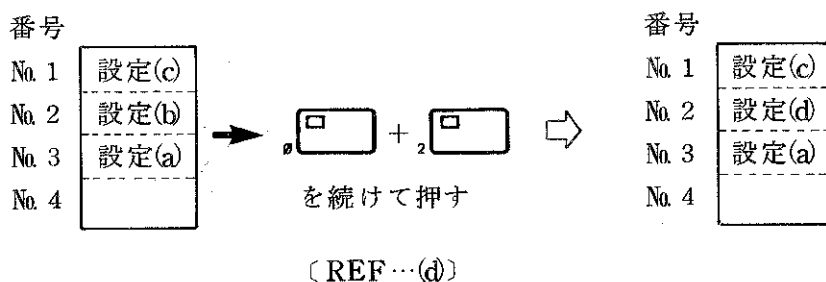 番号
№ 1 設定(c)
№ 2 設定(b)
№ 3 設定(a)
№ 4
0 + 2
を続けて押す
〔REF…(d)〕
番号
№ 1 設定(c)
№ 2 設定(d)
№ 3 設定(a)
№ 4